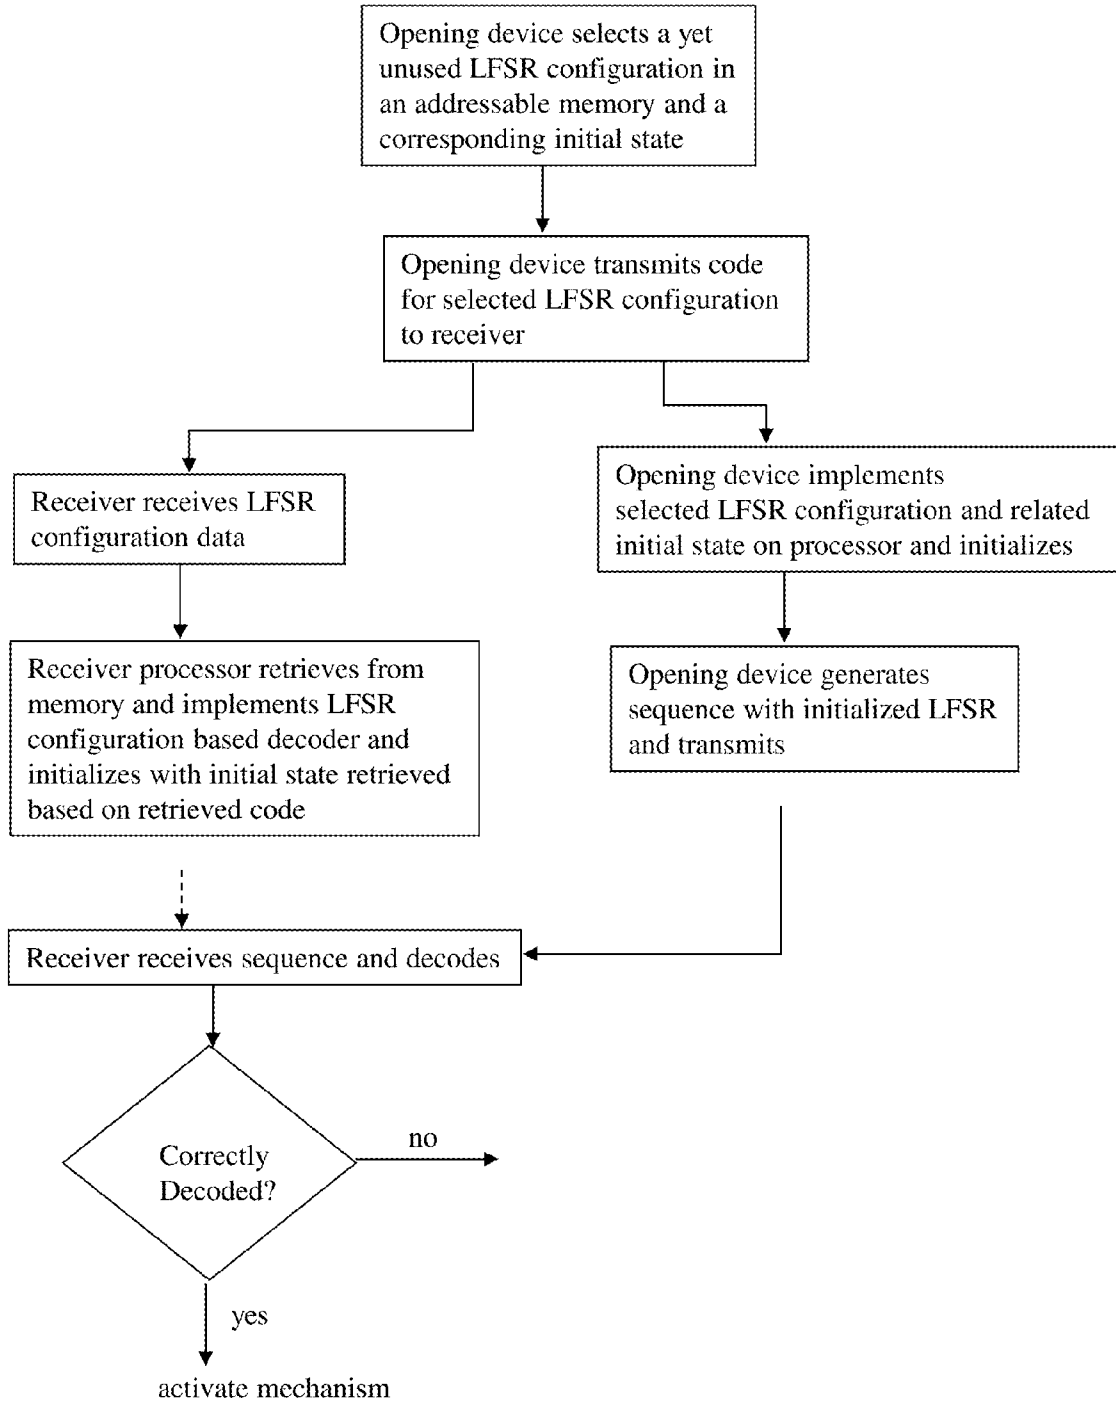 Opening device selects a yet
unused LFSR configuration in
an addressable memory and a
corresponding initial state
Opening device transmits code
for selected LFSR configuration
to receiver
Receiver receives LFSR
configuration data
Opening device implements
selected LFSR configuration and related
initial state on processor and initializes
Receiver processor retrieves from
memory and implements LFSR
configuration based decoder and
initializes with initial state retrieved
based on retrieved code
Opening device generates
sequence with initialized LFSR
and transmits
Receiver receives sequence and decodes
Correctly
Decoded?
no
yes
activate mechanism